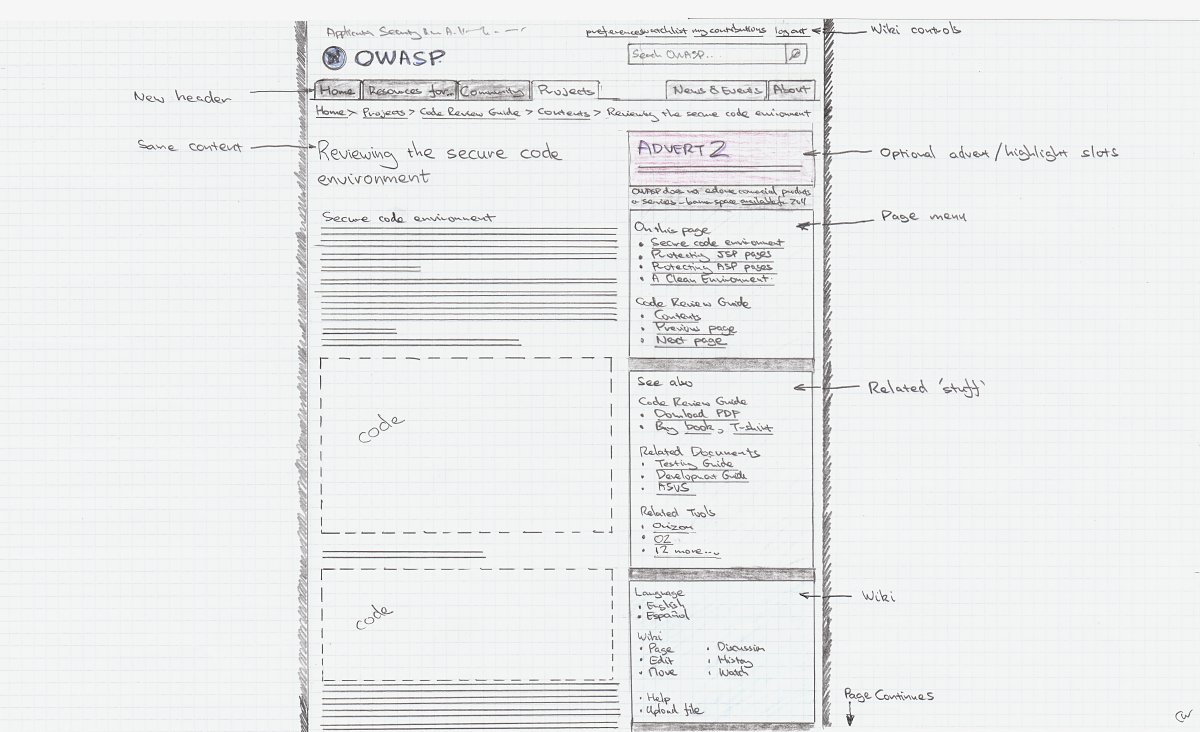 Security
preferences watchlist my contributions log out
Wiki controls
OWASP
Search OWASP..
New header
Home Resources for.. Community Projects News & Events About
Home > Projects > Code Review Guide > Contents > Reviewing the secure code enviroment
Same content
Reviewing the secure code
environment
ADVERT 2
Optional advert/highlight slots
OWASP does not endorse commercial products
or services - banner space available for
Page menu
Secure code environment
On this page
• Secure code environment
• Protecting JSP pages
• Protecting ASP pages
• A Clean Environment
Code Review Guide
• Contents
• Previous page
• Next page
code
See also
Related 'stuff'
Code Review Guide
• Download PDF
• Buy book, T-shirt
Related Documents
• Testing Guide
• Development Guide
• ASVS
Related Tools
• Orizon
• O2
• 12 more...
code
Language
Wiki
• English
• Español
Wiki
• Page • Discussion
• Edit • History
• Move • Watch
• Help
• Upload file
Page Continues
CW